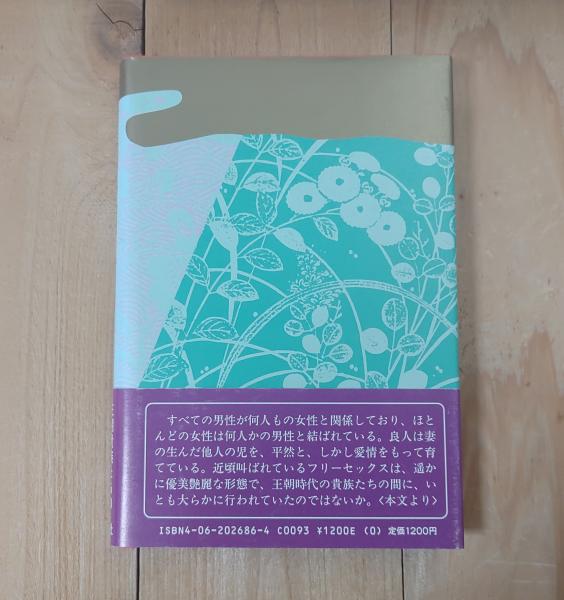 すべての男性が何人もの女性と関係しており、ほと
んどの女性は何人かの男性と結ばれている。良人は妻
の生んだ他人の児を、平然と、しかし愛情をもって育
てている。近頃叫ばれているフリーセックスは、遥か
に優美艶麗な形態で、王朝時代の貴族たちの間に、い
とも大らかに行われていたのではないか。〈本文より〉
ISBN4-06-202686-4 C0093 ¥1200E (0) 定価1200円